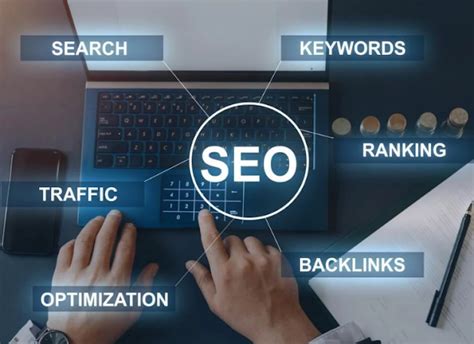 SEARCH
KEYWORDS
SEO
RANKING
TRAFFIC
BACKLINKS
OPTIMIZATION